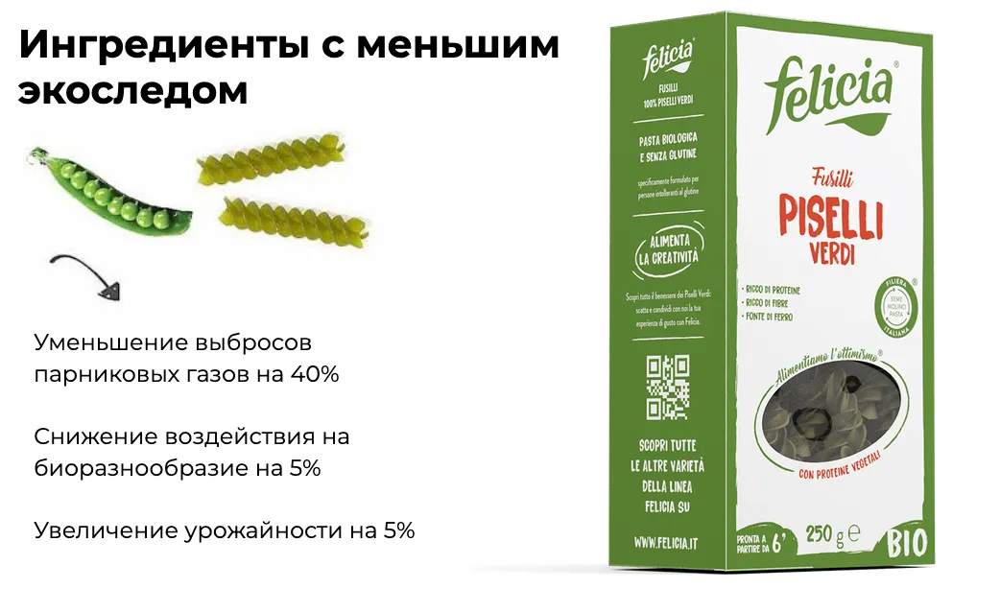 Ингредиенты с меньшим
экоследом
Уменьшение выбросов
парниковых газов на 40%
Снижение воздействия на
биоразнообразие на 5%
Увеличение урожайности на 5%
felicia®
FUSILLI
100% PISELLI VERDI
PASTA BIOLOGICA
E SENZA GLUTINE
specificamente formulato per
persone intolleranti al glutine
ALIMENTA
LA CREATIVITÀ
Scopri tutto il benessere dei Piselli Verdi:
scatta e condividi con noi la tua
esperienza di gusto con Felicia.
SCOPRI TUTTE
LE ALTRE VARIETÀ
DELLA LINEA
FELICIA SU
WWW.FELICIA.IT
felicia®
Fusilli
PISELLI
VERDI
• RICCO DI PROTEINE
• RICCO DI FIBRE
• FONTE DI FERRO
FILIERA ®
SEME
MOLINO
PASTA
ITALIANA
Alimentiamo l'ottimismo®
CON PROTEINE VEGETALI
PRONTA A
PARTIRE DA 6'
250 g ℮
BIO